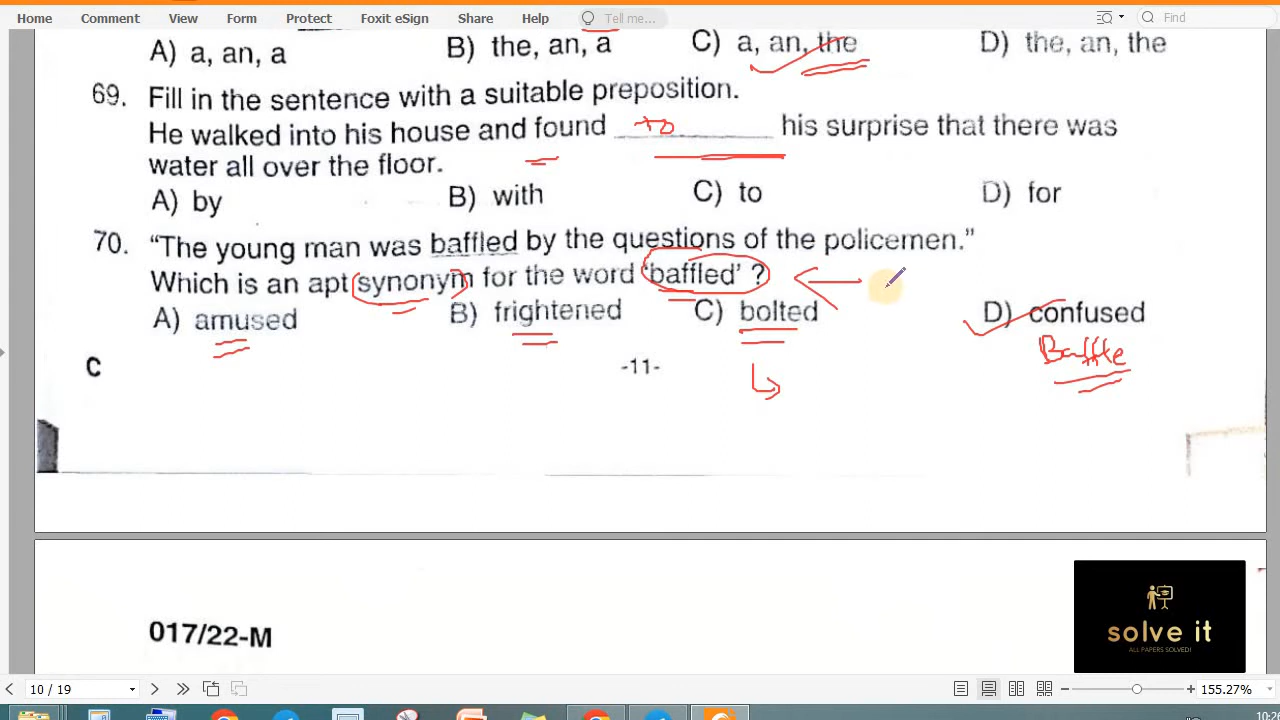 Home Comment View Form Protect Foxit eSign Share Help Tell me... Find
A) a, an, a B) the, an, a C) a, an, the D) the, an, the
69. Fill in the sentence with a suitable preposition.
He walked into his house and found to his surprise that there was
water all over the floor.
A) by B) with C) to D) for
70. “The young man was baffled by the questions of the policemen.”
Which is an apt synonym for the word ‘baffled’ ?
A) amused B) frightened C) bolted D) confused
Baffle
C -11-
017/22-M
solve it
ALL PAPERS SOLVED!
10 / 19 155.27%